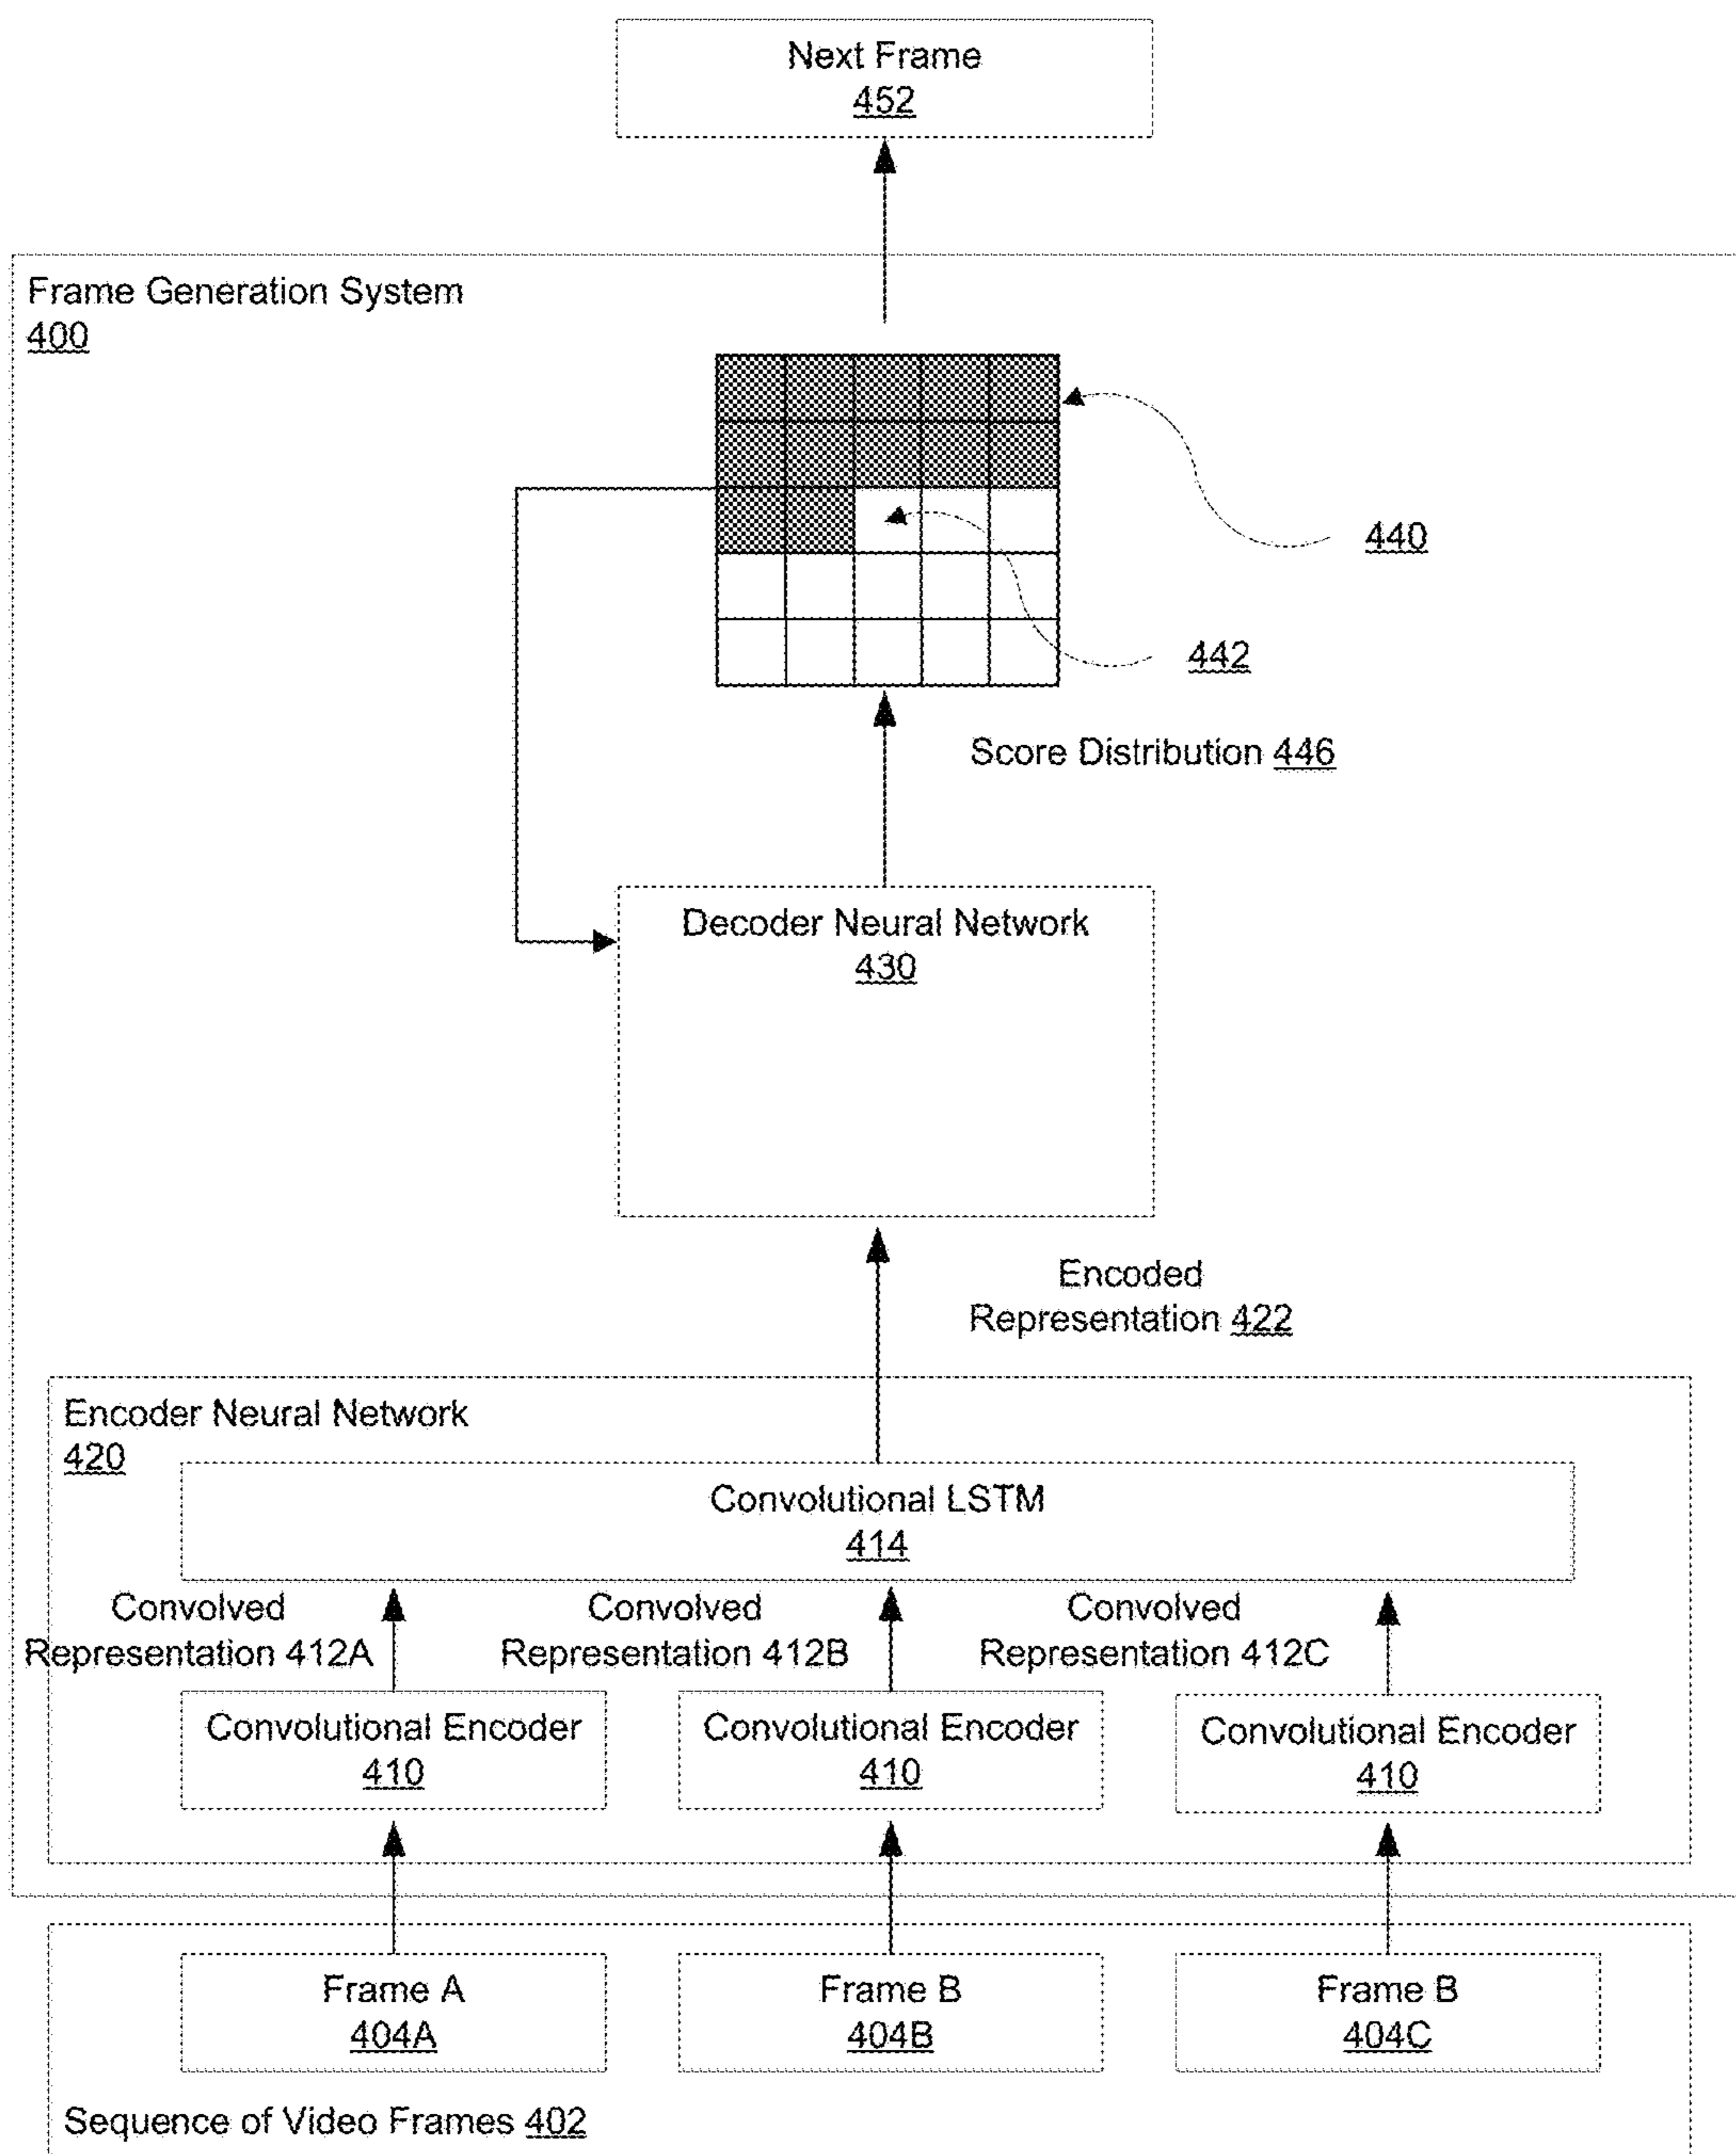 Next Frame
452
Frame Generation System
400
440
442
Score Distribution 446
Decoder Neural Network
430
Encoded
Representation 422
Encoder Neural Network
420
Convolutional LSTM
414
Convolved
Representation 412A
Convolved
Representation 412B
Convolved
Representation 412C
Convolutional Encoder
410
Convolutional Encoder
410
Convolutional Encoder
410
Frame A
404A
Frame B
404B
Frame B
404C
Sequence of Video Frames 402